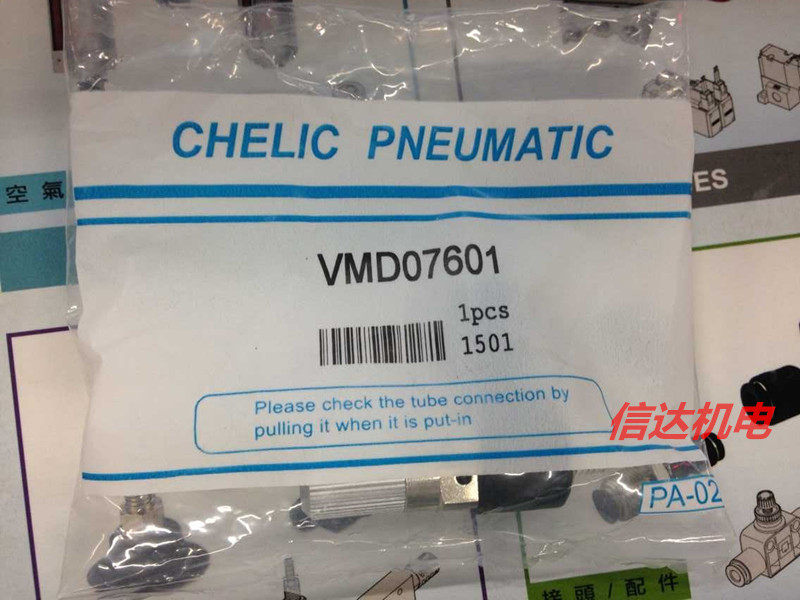 CHELIC PNEUMATIC
空氣
ES
VMD07601
1pcs
1501
Please check the tube connection by
pulling it when it is put-in
信达机电
PA-02
接頭/配件